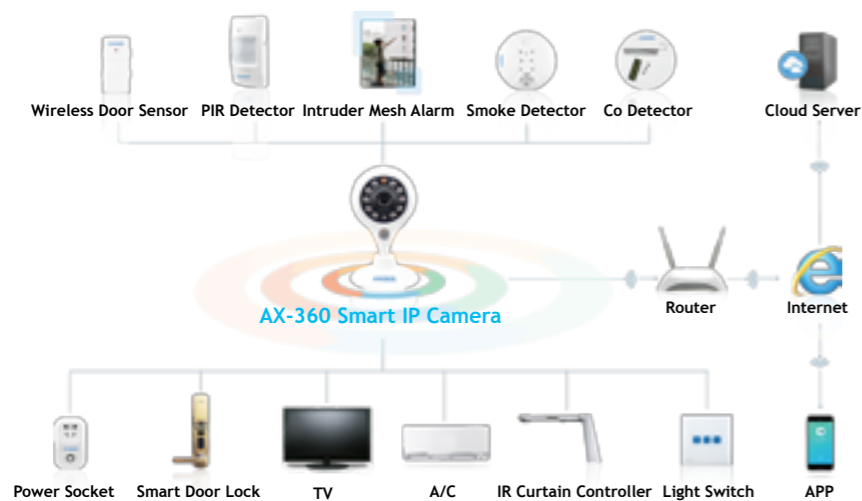 Wireless Door Sensor
PIR Detector
Intruder Mesh Alarm
Smoke Detector
Co Detector
Cloud Server
AX-360 Smart IP Camera
Router
Internet
Power Socket
Smart Door Lock
TV
A/C
IR Curtain Controller
Light Switch
APP